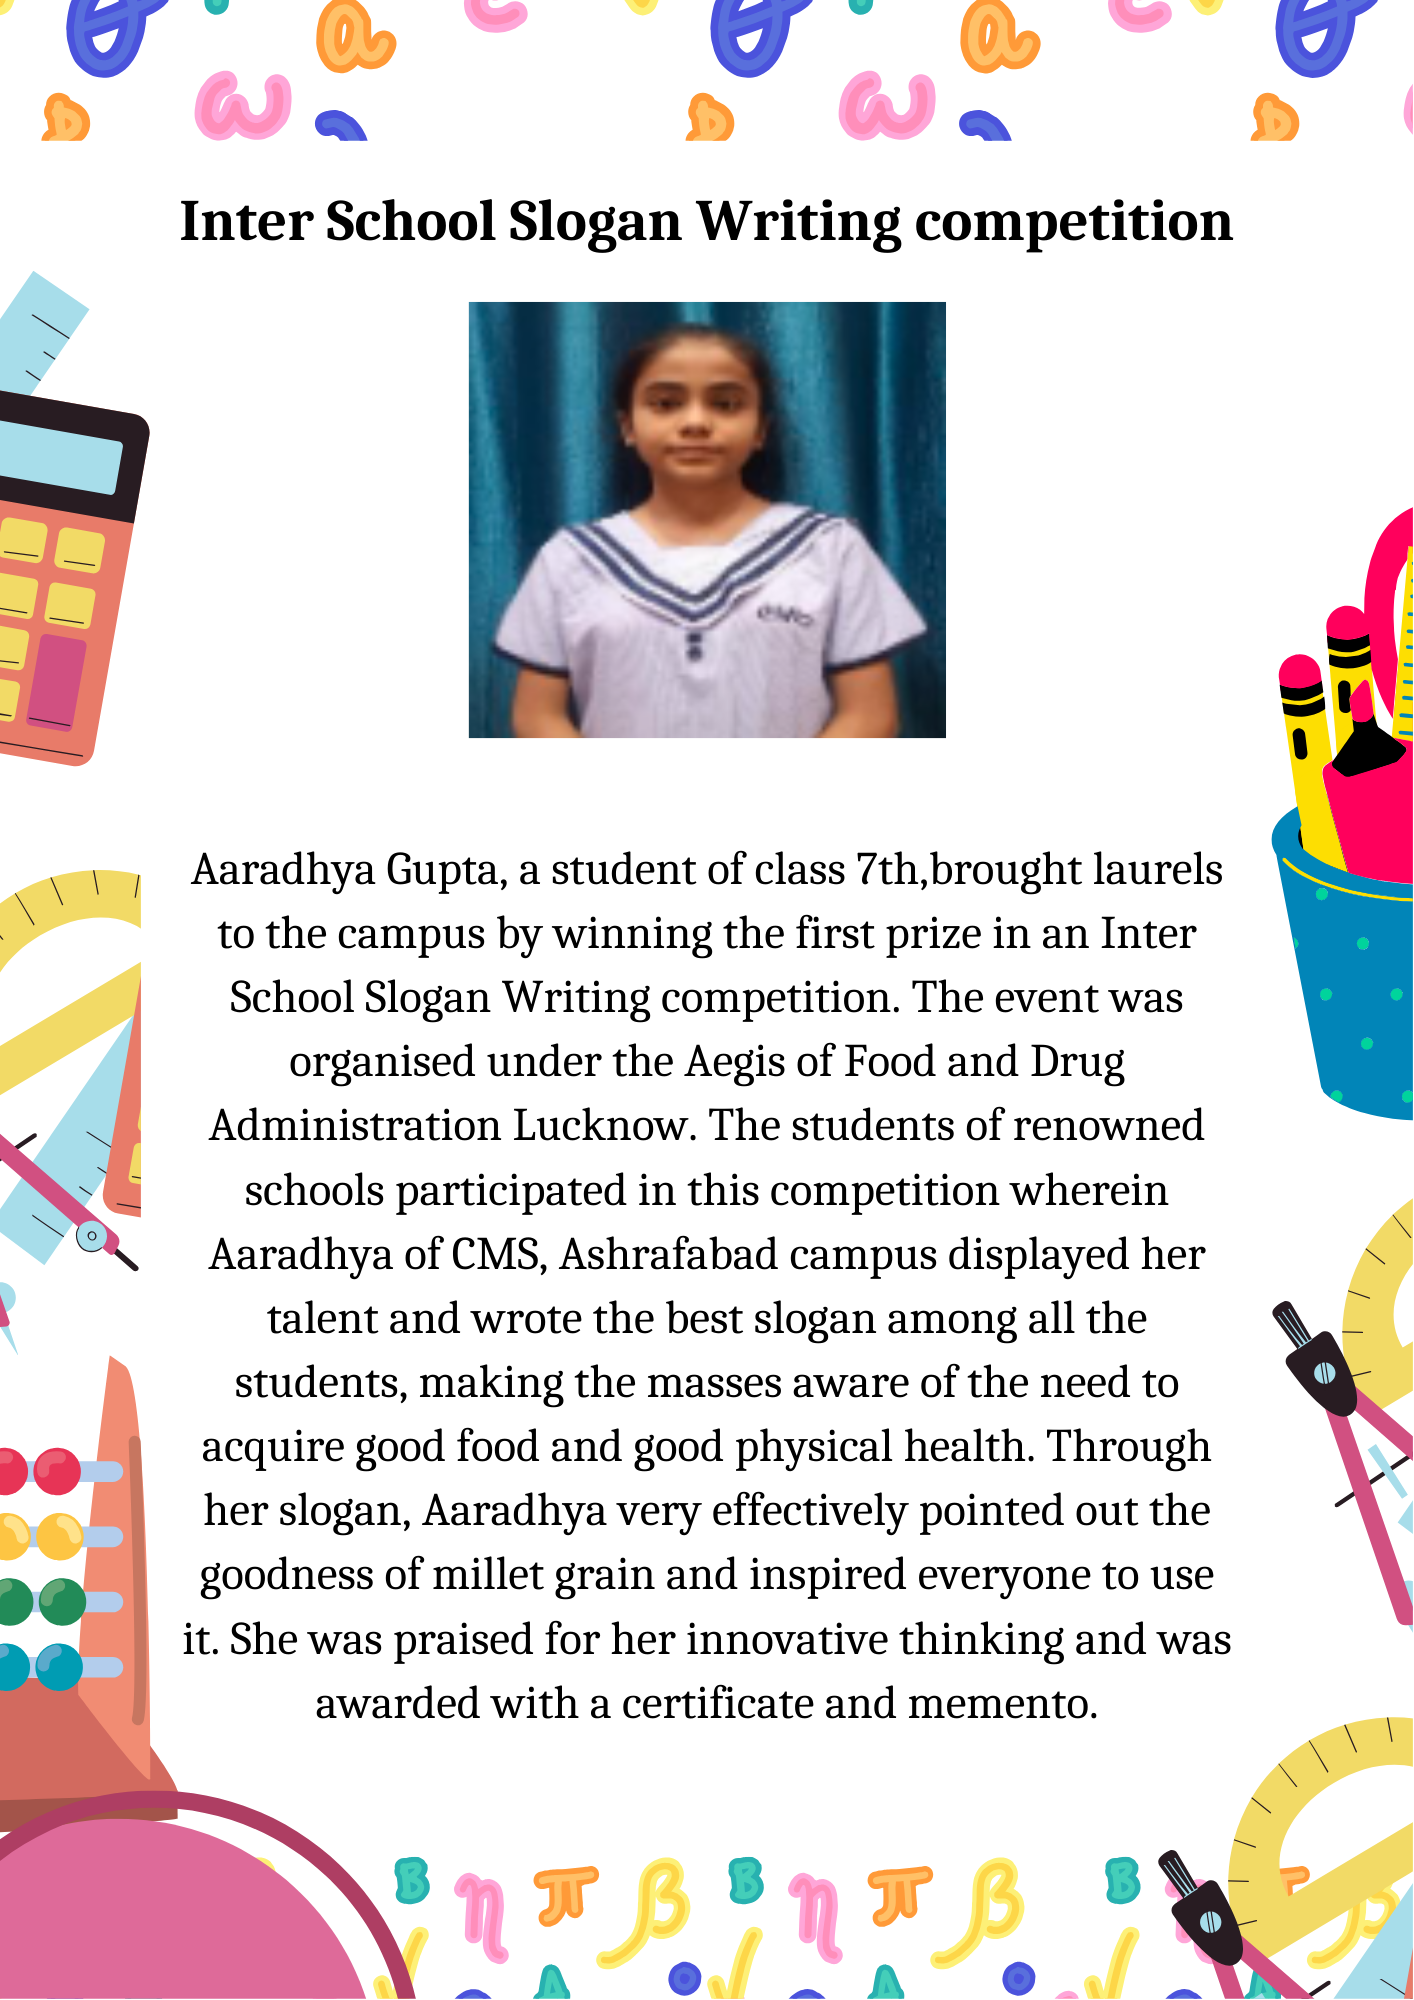 Inter School Slogan Writing competition
Aaradhya Gupta, a student of class 7th,brought laurels
to the campus by winning the first prize in an Inter
School Slogan Writing competition. The event was
organised under the Aegis of Food and Drug
Administration Lucknow. The students of renowned
schools participated in this competition wherein
Aaradhya of CMS, Ashrafabad campus displayed her
talent and wrote the best slogan among all the
students, making the masses aware of the need to
acquire good food and good physical health. Through
her slogan, Aaradhya very effectively pointed out the
goodness of millet grain and inspired everyone to use
it. She was praised for her innovative thinking and was
awarded with a certificate and memento.